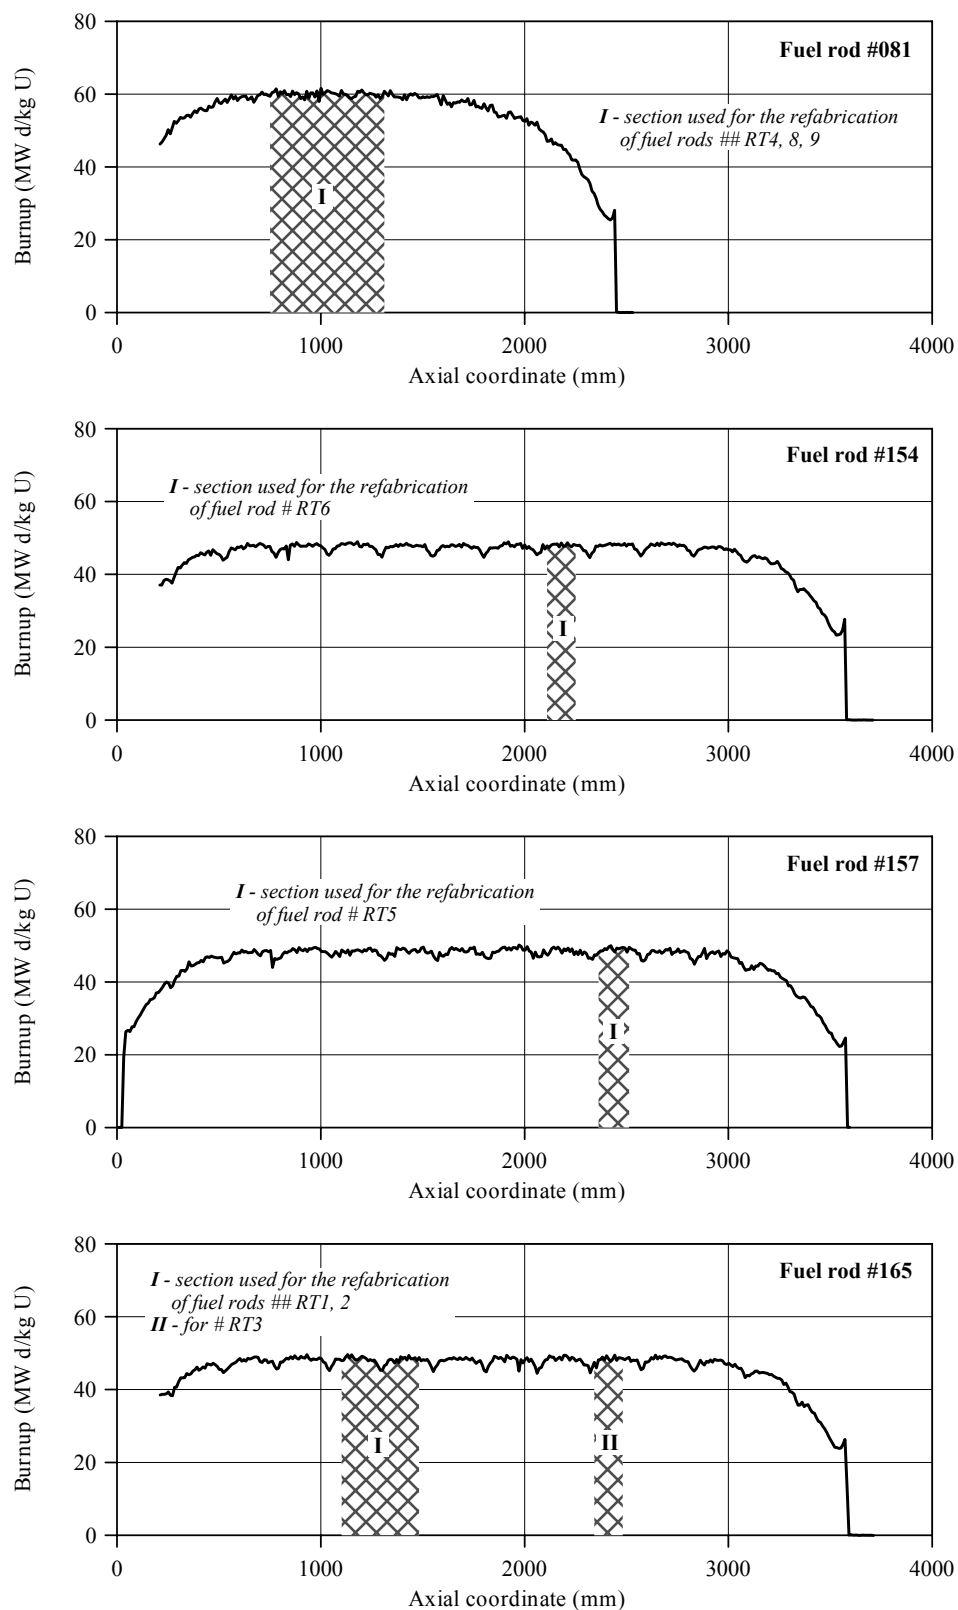 80
Fuel rod #081
60
I - section used for the refabrication
of fuel rods ## RT4, 8, 9
40
I
20
0
Burnup (MW d/kg U)
0 1000 2000 3000 4000
Axial coordinate (mm)
80
Fuel rod #154
I - section used for the refabrication
60
of fuel rod # RT6
40
I
20
0
Burnup (MW d/kg U)
0 1000 2000 3000 4000
Axial coordinate (mm)
80
Fuel rod #157
I - section used for the refabrication
60
of fuel rod # RT5
40
I
20
0
Burnup (MW d/kg U)
0 1000 2000 3000 4000
Axial coordinate (mm)
80
Fuel rod #165
I - section used for the refabrication
of fuel rods ## RT1, 2
60
II - for # RT3
40
I II
20
0
Burnup (MW d/kg U)
0 1000 2000 3000 4000
Axial coordinate (mm)